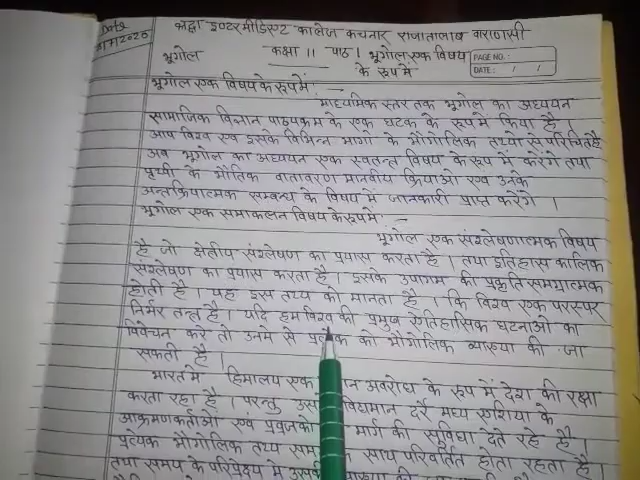 Date
श्रद्धा इण्टरमीडिएट कालेज कचनार राजातालाब वाराणसी
भूगोल कक्षा 11 पाठ 1 भूगोल एक विषय
के रूप में
PAGE NO.:
DATE: / /
भूगोल एक विषय के रूप में :—
माध्यमिक स्तर तक भूगोल का अध्ययन
सामाजिक विज्ञान पाठ्यक्रम के एक घटक के रूप में किया है।
आप विश्व एवं इसके विभिन्न भागो के भौगोलिक तथ्यो से परिचित है
अब भूगोल का अध्ययन एक स्वतन्त्र विषय के रूप में करेंगे तथा
पृथ्वी के भौतिक वातावरण मानवीय क्रियाओ एवं उनके
अन्तक्रियात्मक सम्बन्ध के विषय में जानकारी प्राप्त करेंगे।
भूगोल एक समाकलन विषय के रूप में :—
भूगोल एक संश्लेषणात्मक विषय
है जो क्षेत्रीय संश्लेषण का प्रयास करता है। तथा इतिहास कालिक
संश्लेषण का प्रयास करता है। इसके उपागम की प्रकृति समग्रात्मक
होती है। यह इस तथ्य को मानता है। कि विश्व एक परस्पर
निर्भर तन्त्र है। यदि हम विश्व की प्रमुख ऐतिहासिक घटनाओ का
विवेचन करे तो उनमे से की भौगोलिक व्याख्या की जा
सकती है।
भारत में हिमालय एक अवरोध के रूप में देश की रक्षा
करता रहा है। परन्तु विद्यमान दर्रे मध्य एशिया के
आक्रमणकर्ताओ एवं प्रवृजको मार्ग की सुविधा देते रहे है।
प्रत्येक भौगोलिक तथ्य साथ परिवर्तित होता रहता है।
तथा समय के परिप्रेक्ष्य मे